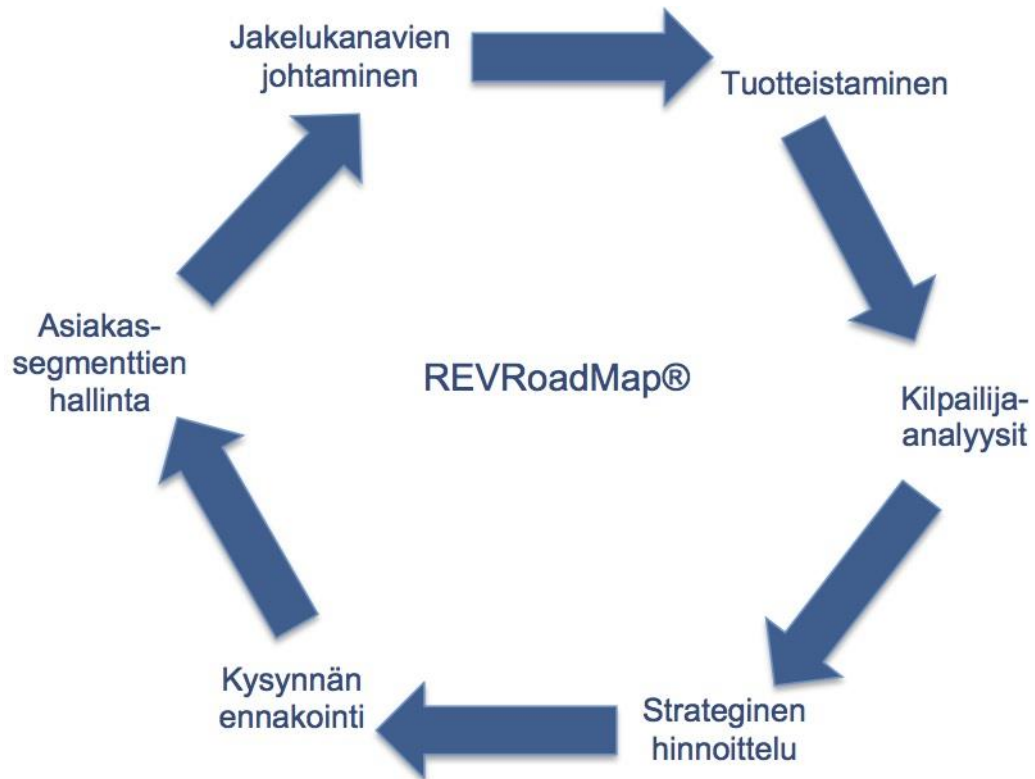 Jakelukanavien
johtaminen
Tuotteistaminen
Asiakas-
segmenttien
hallinta
REVRoadMap®
Kilpailija-
analyysit
Kysynnän
ennakointi
Strateginen
hinnoittelu